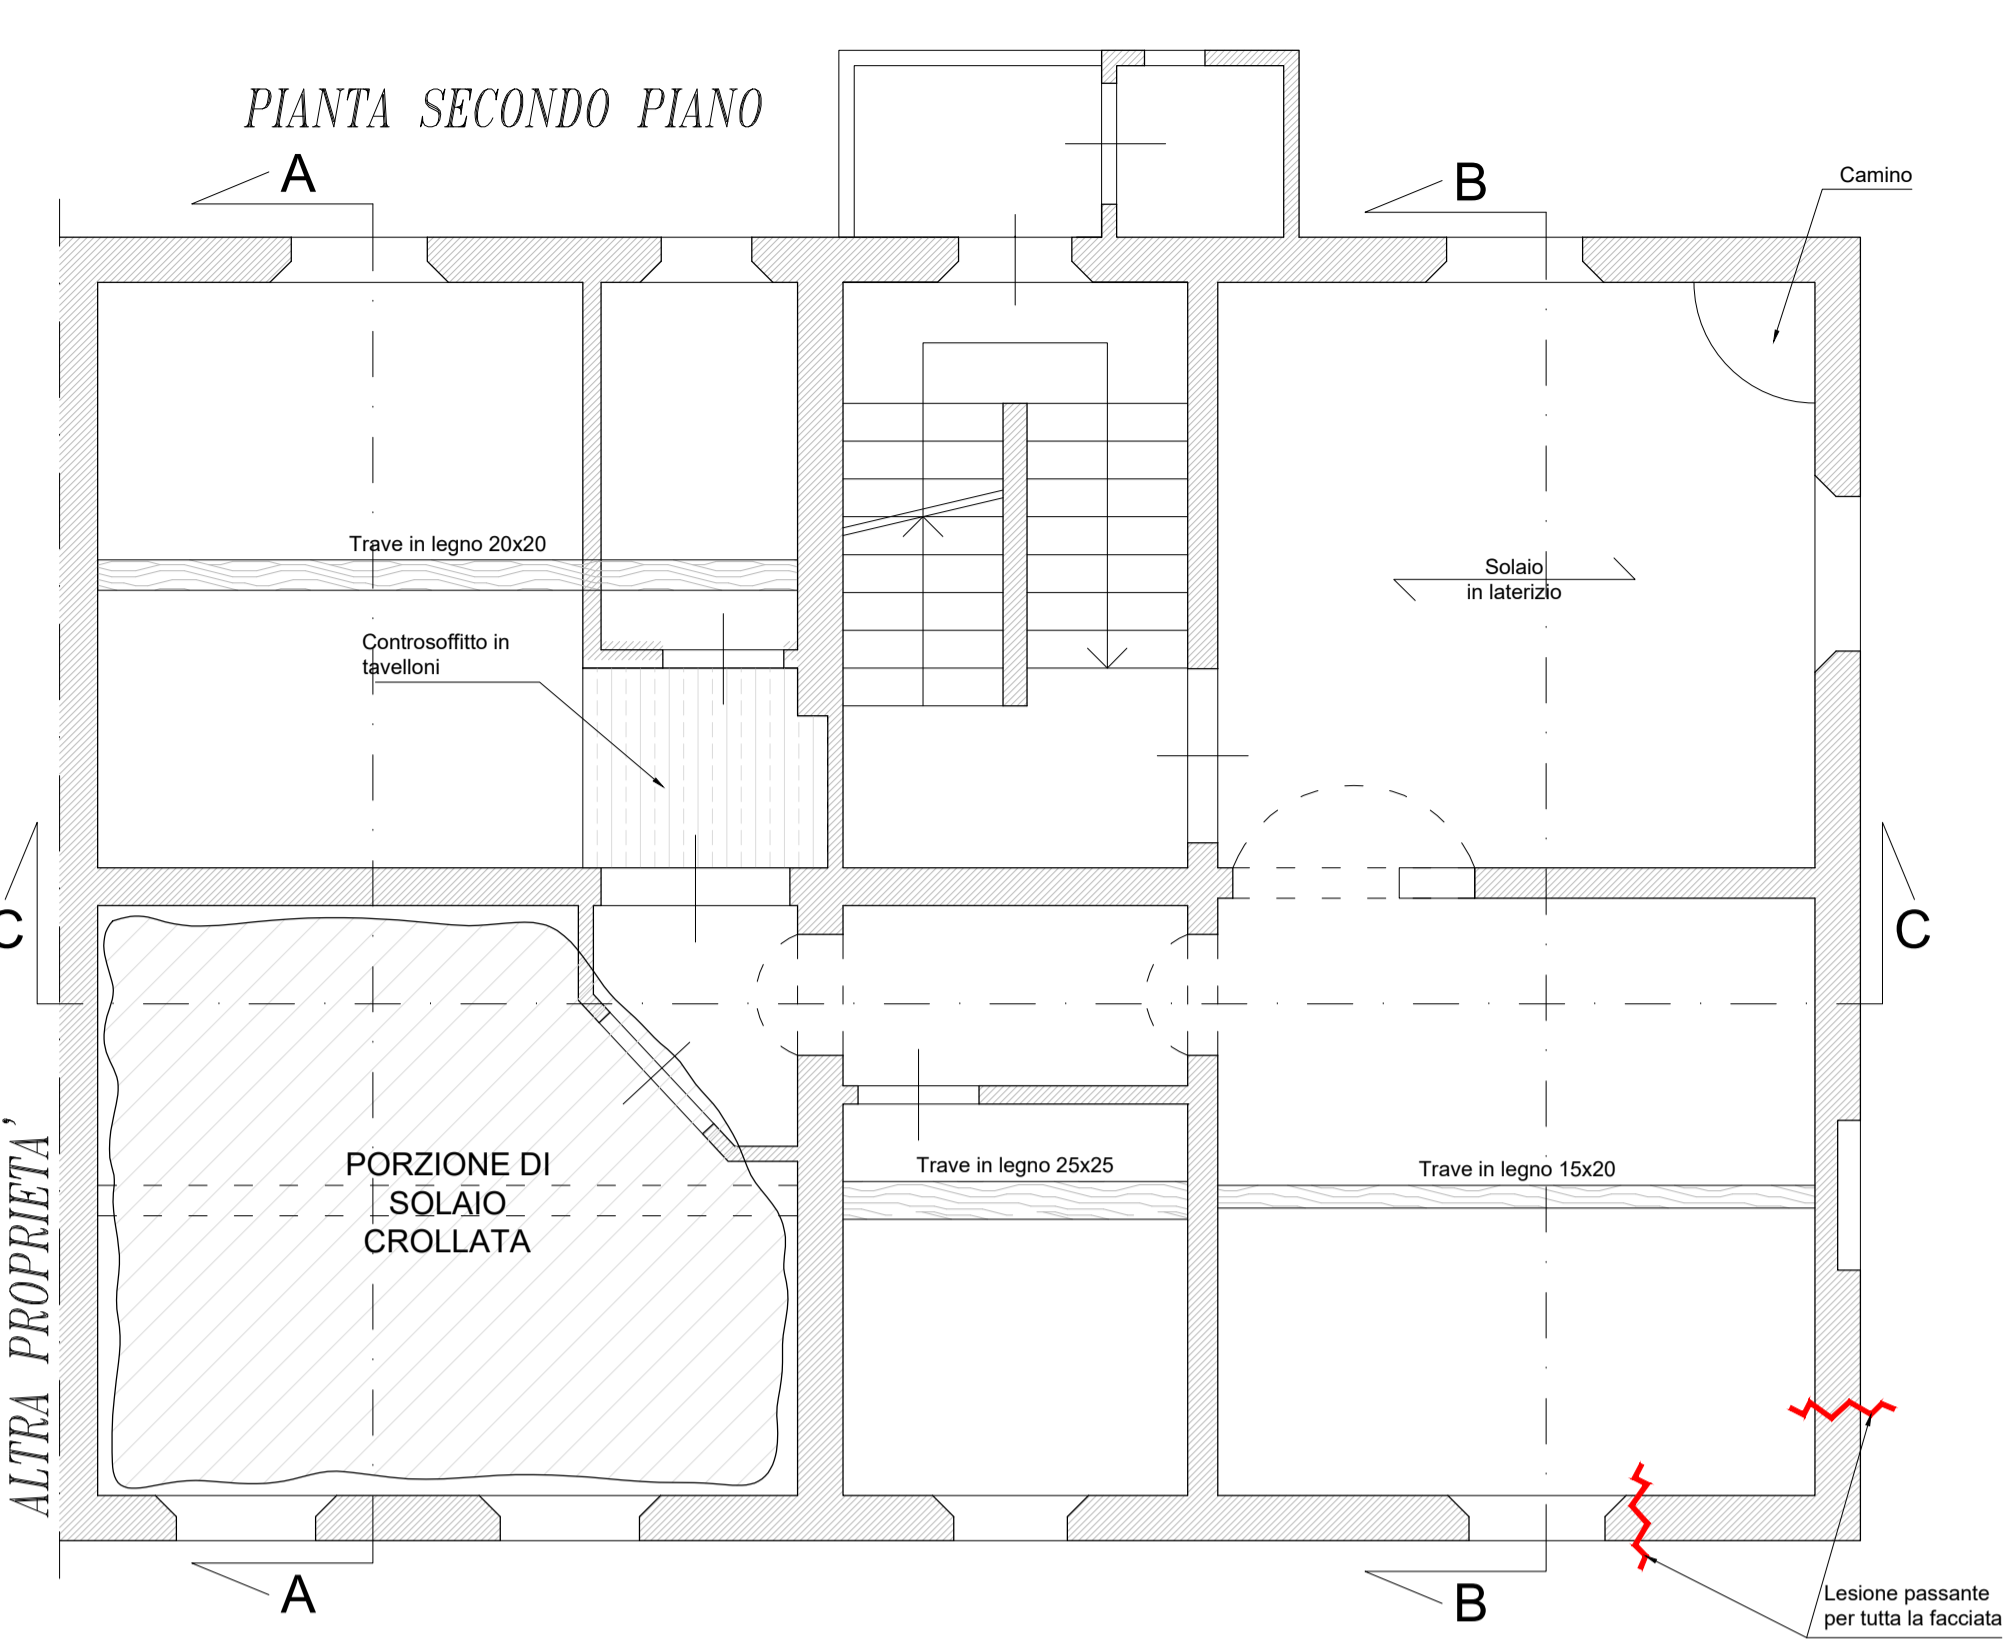 PIANTA SECONDO PIANO
A
B
Camino
Trave in legno 20x20
Solaio
in laterizio
Controsoffitto in
tavelloni
C
C
ALTRA PROPRIETA'
PORZIONE DI
SOLAIO
CROLLATA
Trave in legno 25x25
Trave in legno 15x20
A
B
Lesione passante
per tutta la facciata